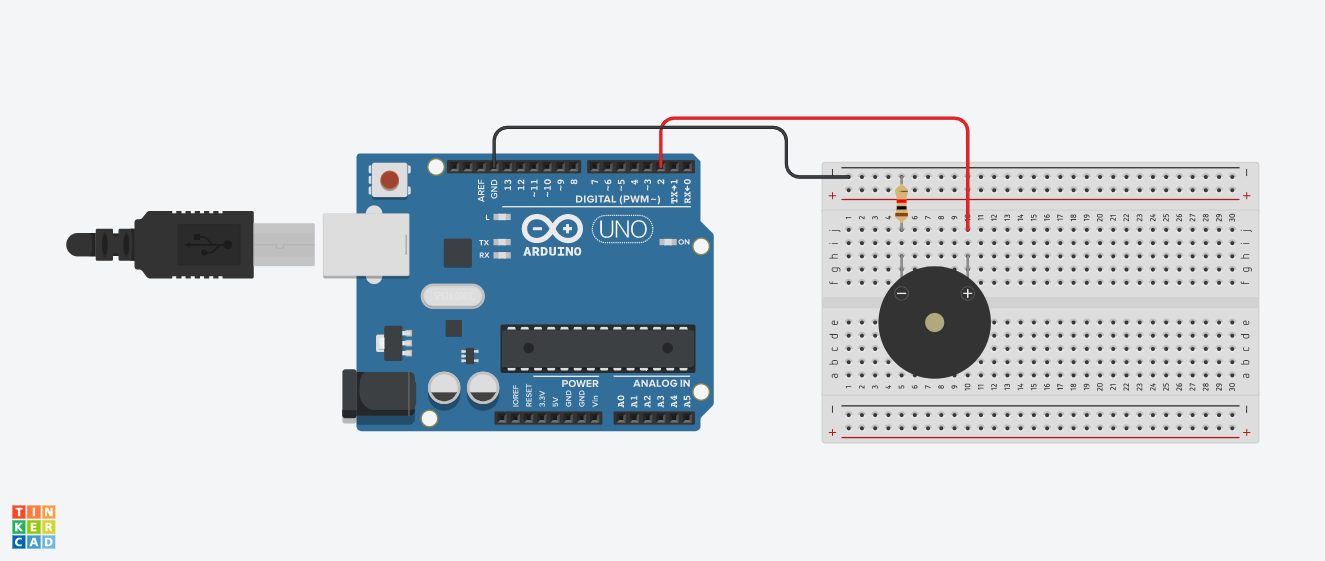 AREF
GND
13
12
~11
~10
~9
8
7
~6
~5
4
~3
2
TX→1
RX←0
DIGITAL (PWM~)
L
TX
RX
ARDUINO
UNO
ON
IOREF
RESET
3.3V
5V
GND
GND
Vin
POWER
ANALOG IN
A0
A1
A2
A3
A4
A5
− −
+ +
1 2 3 4 5 6 7 8 9 10 11 12 13 14 15 16 17 18 19 20 21 22 23 24 25 26 27 28 29 30
j j
i i
h h
g g
f f
− +
e e
d d
c c
b b
a a
1 2 3 4 5 6 7 8 9 10 11 12 13 14 15 16 17 18 19 20 21 22 23 24 25 26 27 28 29 30
− −
+ +
TIN
KER
CAD